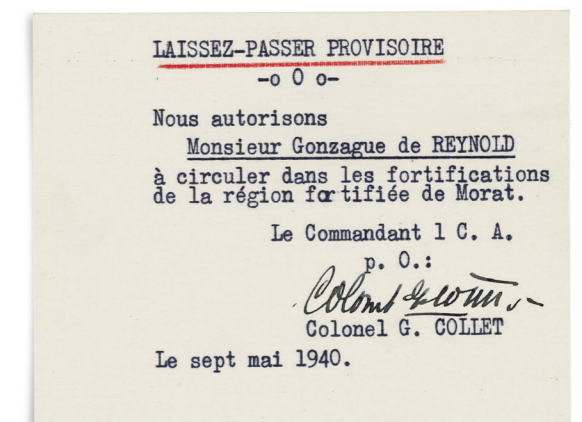 LAISSEZ-PASSER PROVISOIRE
-o O o-
Nous autorisons
Monsieur Gonzague de REYNOLD
à circuler dans les fortifications
de la région fortifiée de Morat.
Le Commandant 1 C. A.
p. O.:
Colonel G. COLLET
Le sept mai 1940.